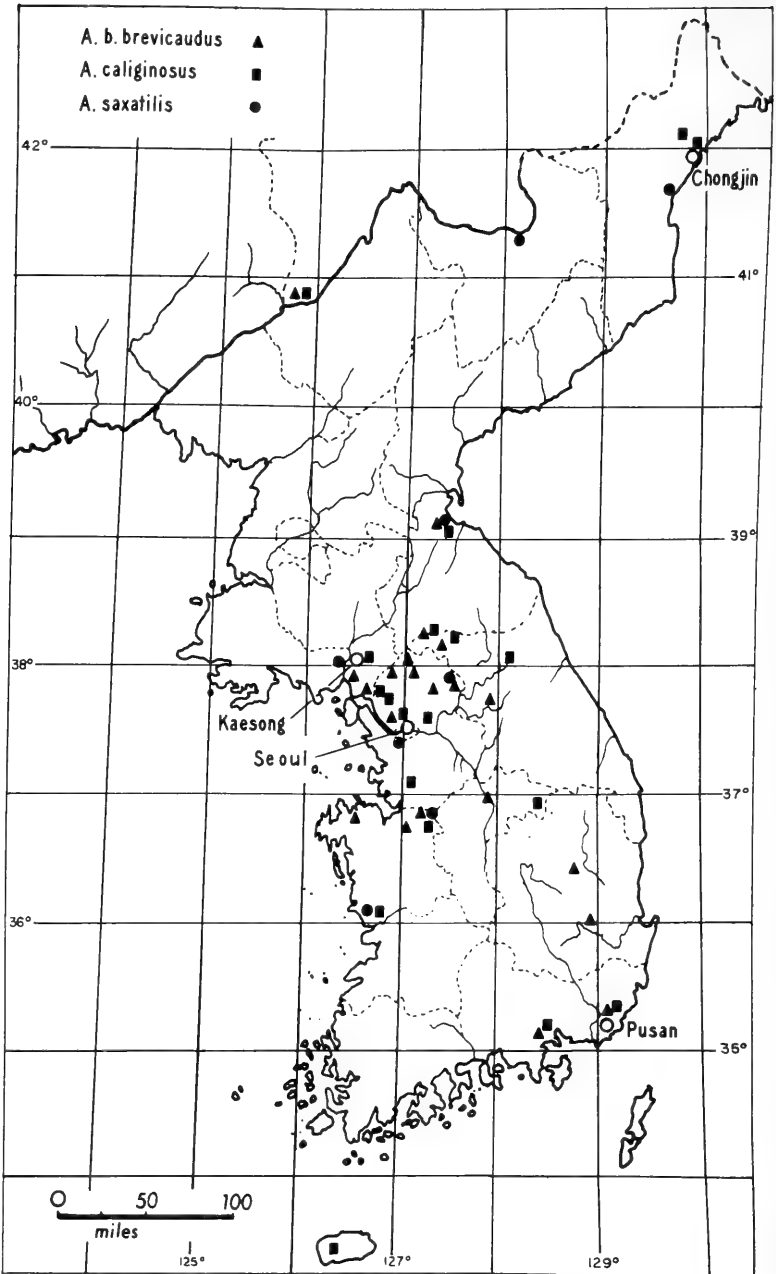 A. b. brevicaudus
A. caliginosus
A. saxatilis
42°
Chongjin
41°
40°
39°
38°
Kaesong
Seoul
37°
36°
Pusan
35°
0 50 100
miles
125° 127° 129°